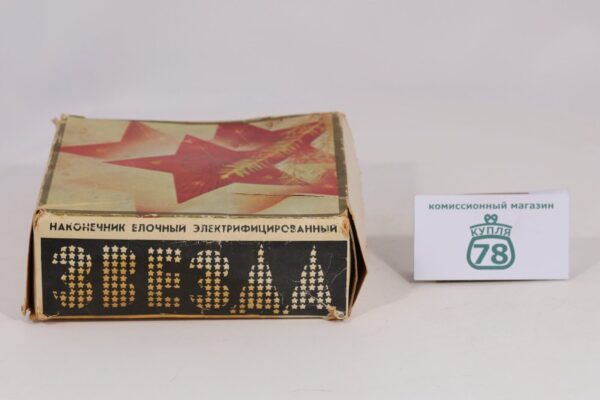 НАКОНЕЧНИК ЕЛОЧНЫЙ ЭЛЕКТРИФИЦИРОВАННЫЙ
ЗВЕЗДА
комиссионный магазин
КУПЛЯ
78